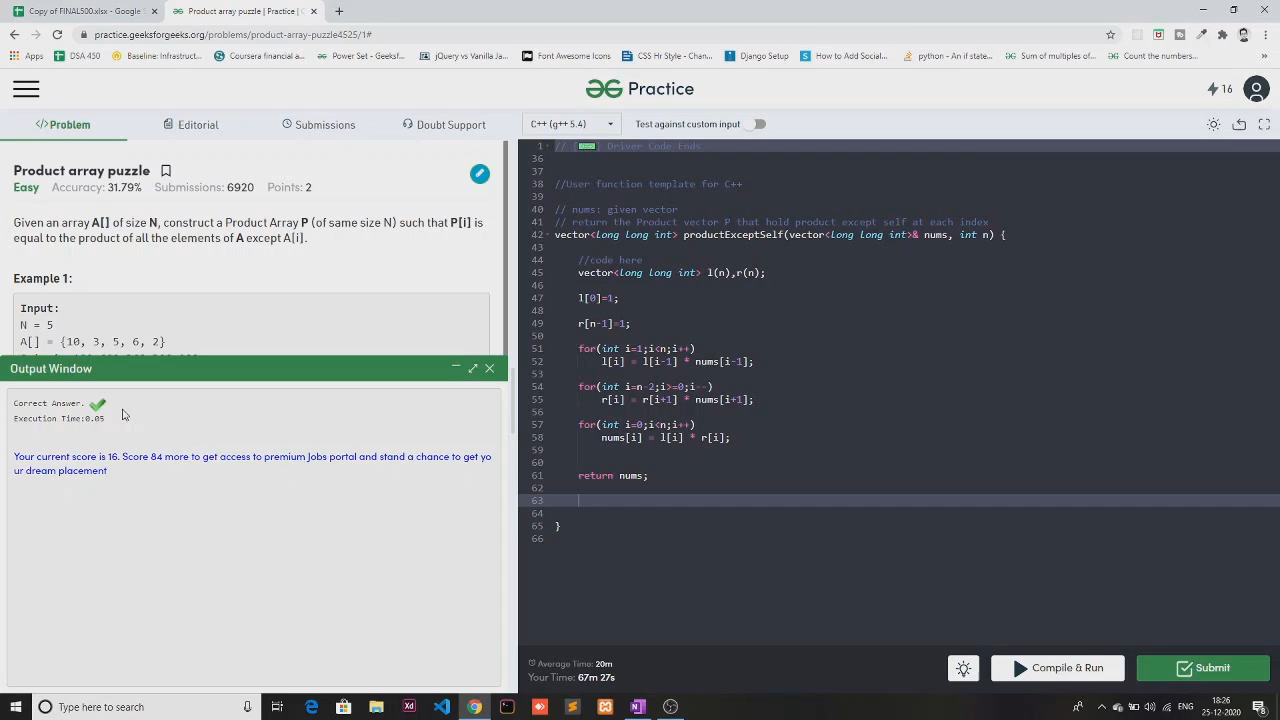 Copy of FINAL500.xlsx - Google S
Product array puzzle | Practice | G
practice.geeksforgeeks.org/problems/product-array-puzzle4525/1#
Apps
DSA 450
Baseline - Bibliobo...
Coursera financial a...
Power Set - Geeksf...
jQuery vs Vanilla Ja...
Font Awesome Icons
CSS Hr Style - Chan...
Django Setup
How to Add Social...
python - An if state...
Sum of multiples of...
Count the numbers...
»
Practice
16
</>Problem
Editorial
Submissions
Doubt Support
C++ (g++ 5.4)
Test against custom input
Product array puzzle
Easy Accuracy: 31.79% Submissions: 6920 Points: 2
Given an array A[] of size N, construct a Product Array P (of same size N) such that P[i] is
equal to the product of all the elements of A except A[i].
Example 1:
Input:
N = 5
A[] = {10, 3, 5, 6, 2}
Output Window
Correct Answer.
Execution Time:0.05
Your current score is 16. Score 84 more to get access to premium Jobs portal and stand a chance to get yo
ur dream placement
1 // { Driver Code Ends
36
37
38 //User function template for C++
39
40 // nums: given vector
41 // return the Product vector P that hold product except self at each index
42 vector<long long int> productExceptSelf(vector<long long int>& nums, int n) {
43
44 //code here
45 vector<long long int> l(n),r(n);
46
47 l[0]=1;
48
49 r[n-1]=1;
50
51 for(int i=1;i<n;i++)
52 l[i] = l[i-1] * nums[i-1];
53
54 for(int i=n-2;i>=0;i--)
55 r[i] = r[i+1] * nums[i+1];
56
57 for(int i=0;i<n;i++)
58 nums[i] = l[i] * r[i];
59
60
61 return nums;
62
63
64
65 }
66
Average Time: 20m
Your Time: 67m 27s
Compile & Run
Submit
Type here to search
Xd
ENG
18:26
25-12-2020